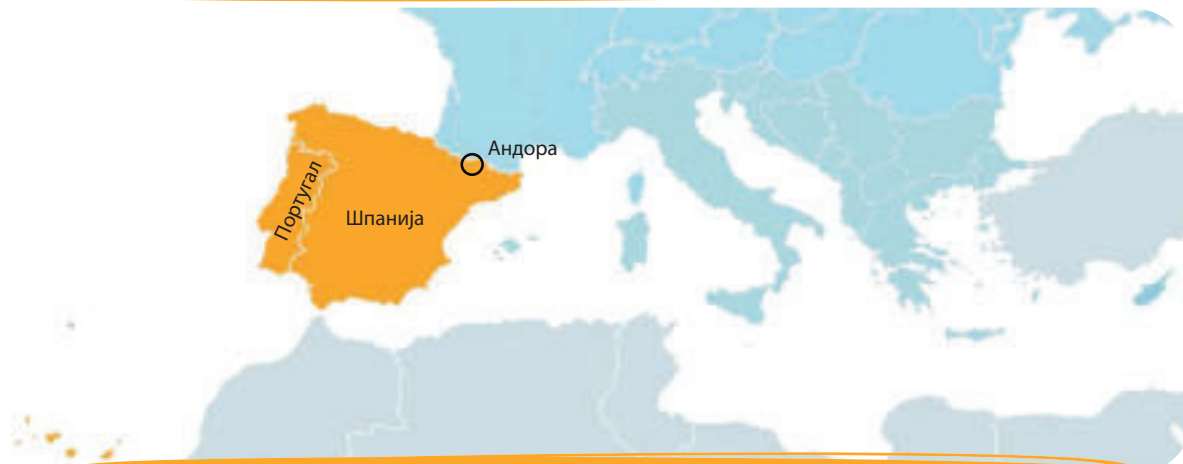 Андора
Португал
Шпанија